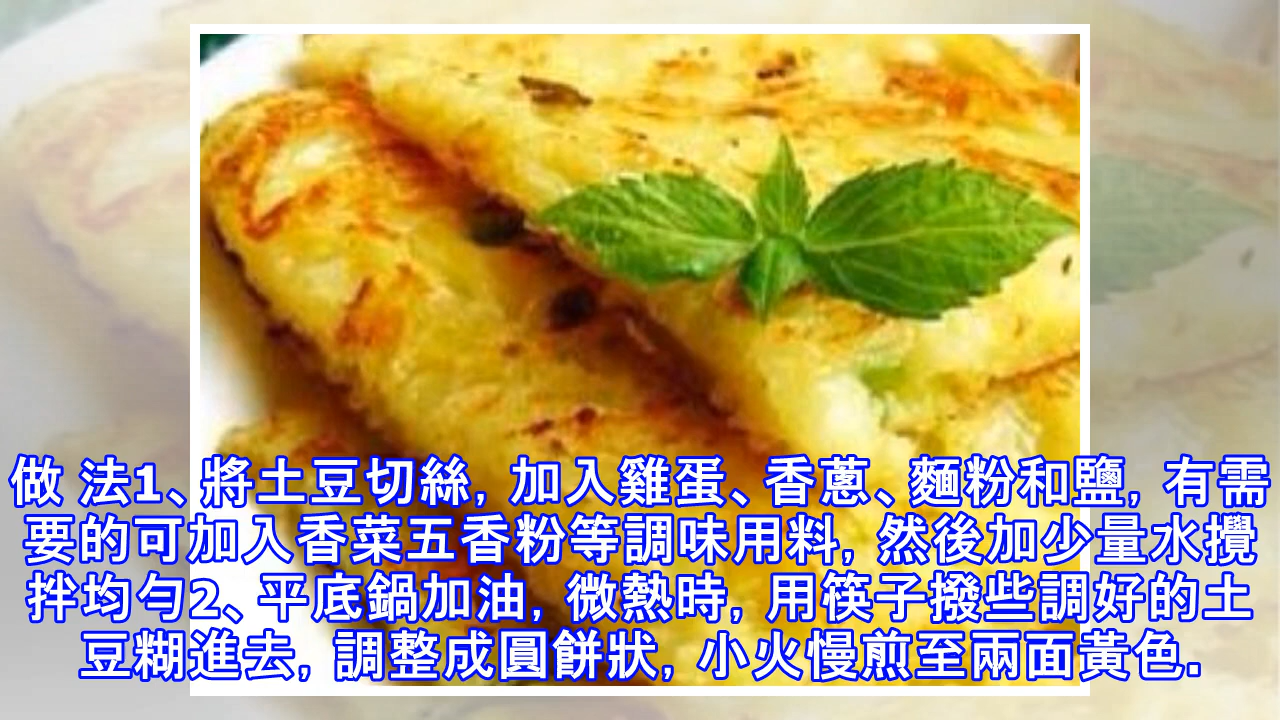 做 法1、將土豆切絲, 加入雞蛋、香蔥、麵粉和鹽, 有需
要的可加入香菜五香粉等調味用料, 然後加少量水攪
拌均勻2、平底鍋加油, 微熱時, 用筷子撥些調好的土
豆糊進去, 調整成圓餅狀, 小火慢煎至兩面黃色.